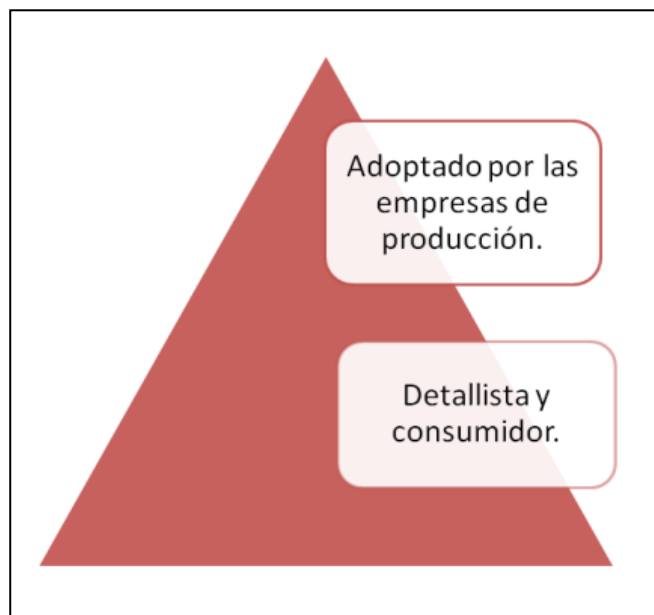 Adoptado por las
empresas de
producción.
Detallista y
consumidor.